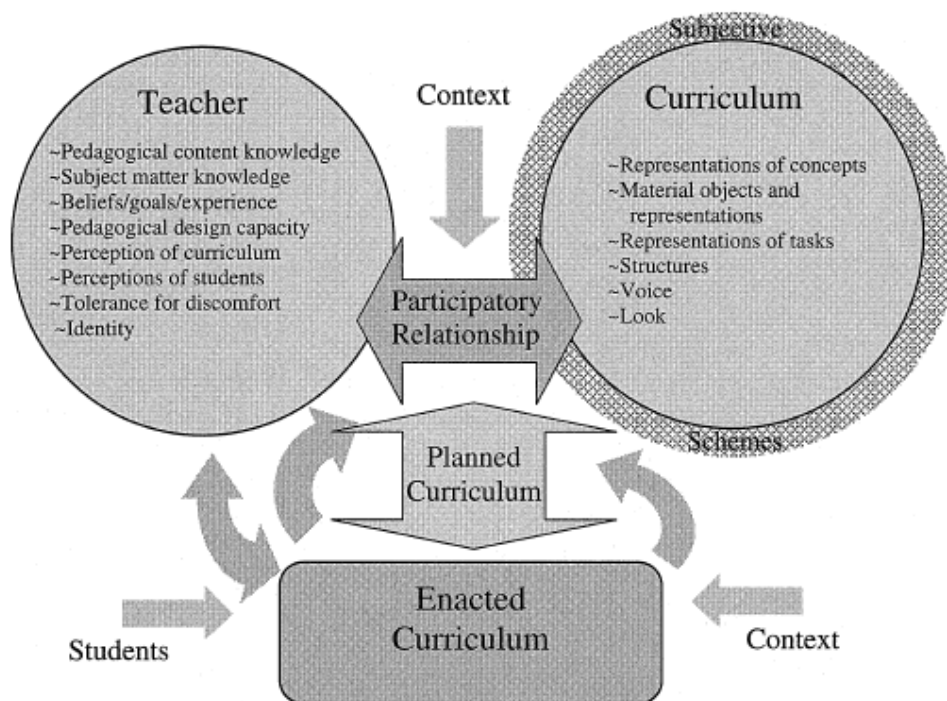 Teacher
~Pedagogical content knowledge
~Subject matter knowledge
~Beliefs/goals/experience
~Pedagogical design capacity
~Perception of curriculum
~Perceptions of students
~Tolerance for discomfort
~Identity
Context
Subjective
Curriculum
~Representations of concepts
~Material objects and
representations
~Representations of tasks
~Structures
~Voice
~Look
Schemes
Participatory
Relationship
Planned
Curriculum
Enacted
Curriculum
Students
Context